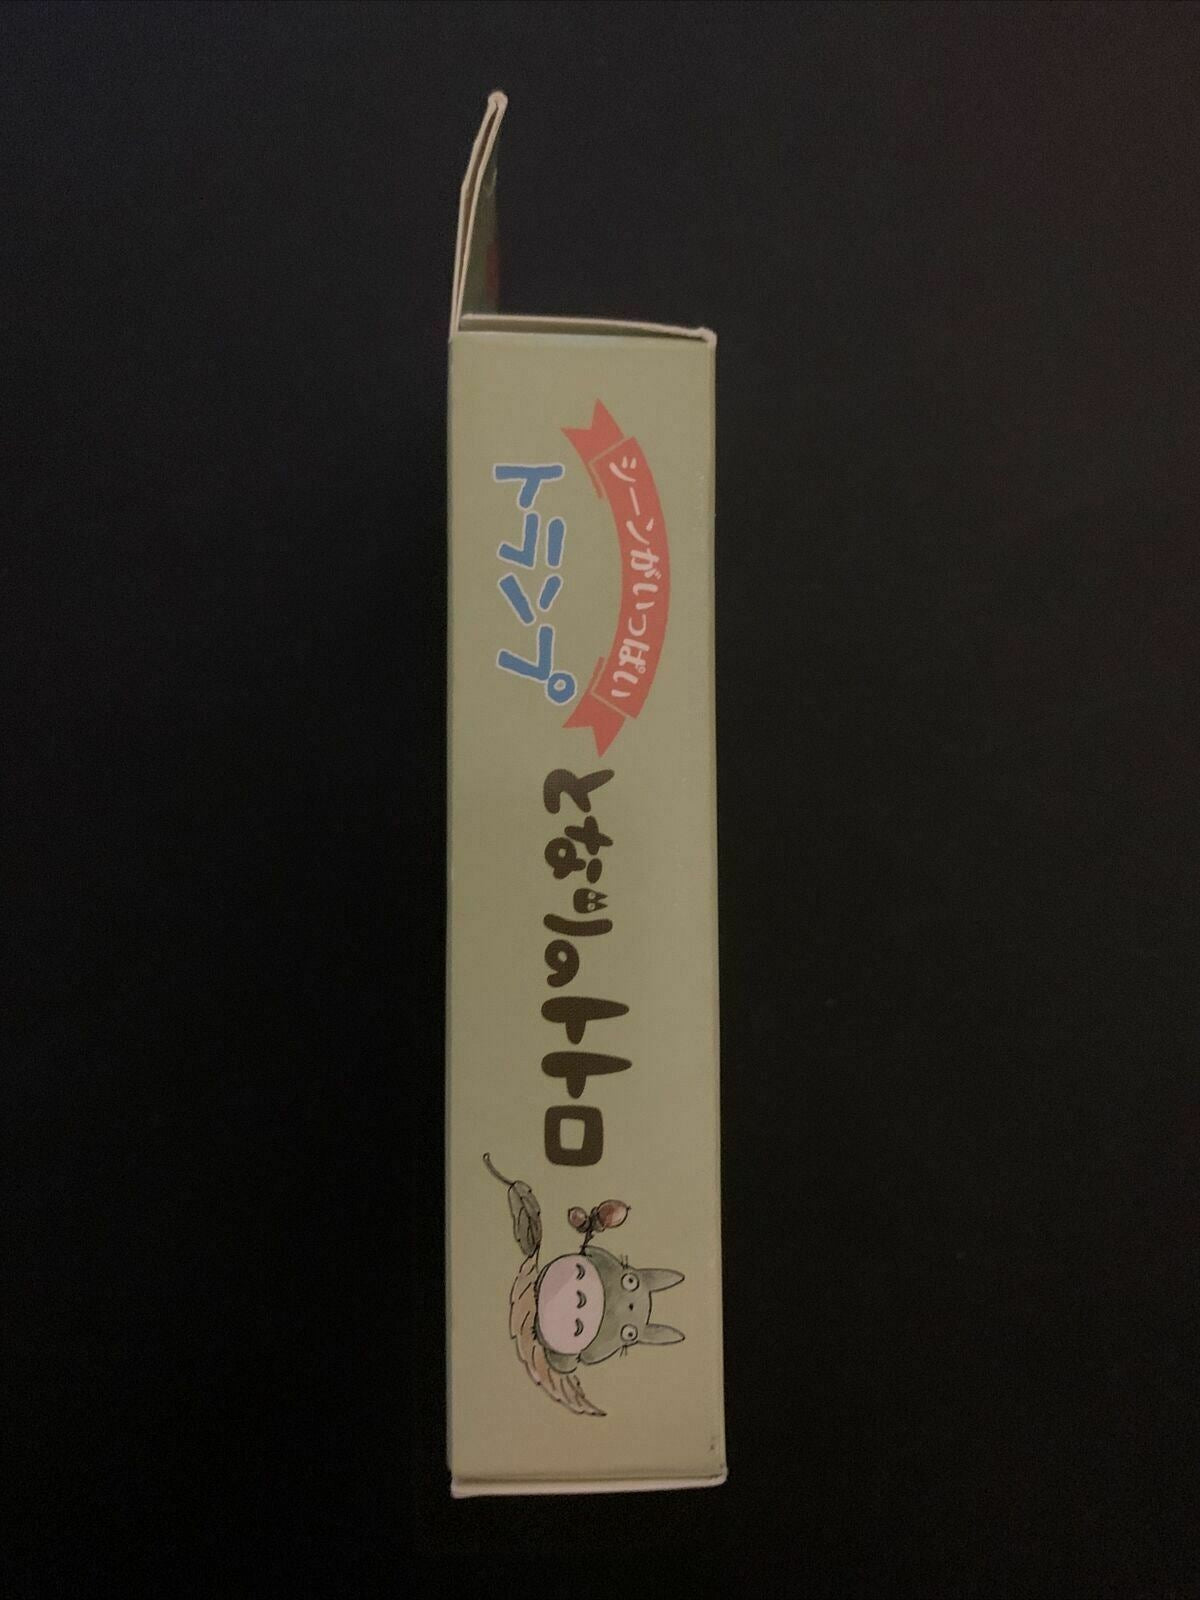 シーンがいっぱい
トランプ
となりのトトロ